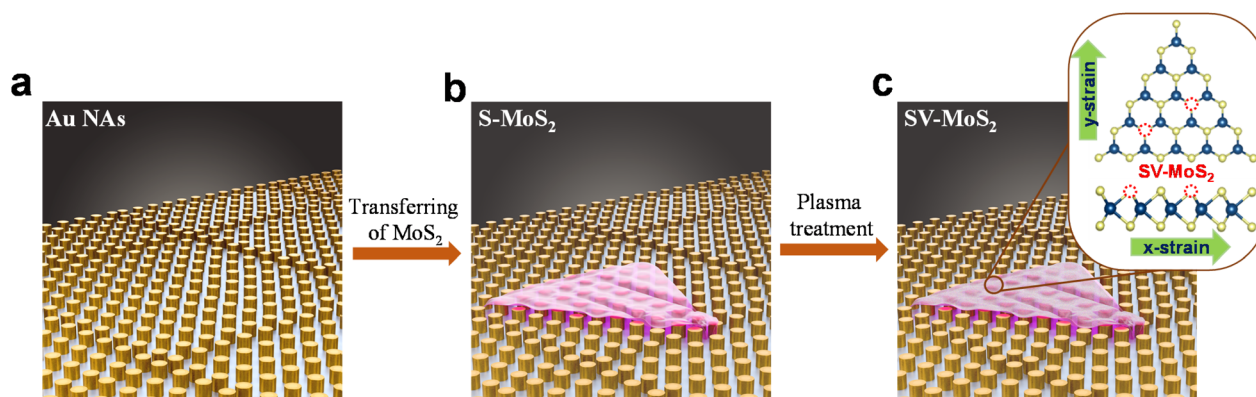 a
Au NAs
Transferring
of MoS₂
b
S-MoS₂
Plasma
treatment
c
SV-MoS₂
y-strain
SV-MoS₂
x-strain